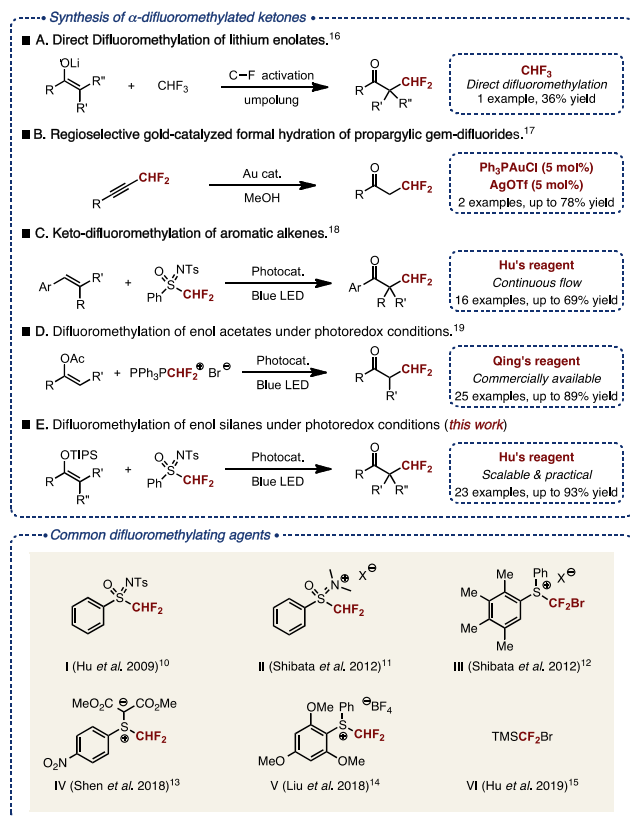 Synthesis of α-difluoromethylated ketones
■ A. Direct Difluoromethylation of lithium enolates.16
OLi
R
R"
R'
+
CHF3
C–F activation
umpolung
O
R
CHF2
R' R"
CHF3
Direct difluoromethylation
1 example, 36% yield
■ B. Regioselective gold-catalyzed formal hydration of propargylic gem-difluorides.17
R
CHF2
Au cat.
MeOH
O
R
CHF2
Ph3PAuCl (5 mol%)
AgOTf (5 mol%)
2 examples, up to 78% yield
■ C. Keto-difluoromethylation of aromatic alkenes.18
Ar
R'
R
+
O NTs
Ph S CHF2
Photocat.
Blue LED
O
Ar
CHF2
R R'
Hu's reagent
Continuous flow
16 examples, up to 69% yield
■ D. Difluoromethylation of enol acetates under photoredox conditions.19
OAc
R
R'
+ PPh3PCHF2 ⊕ Br ⊖
Photocat.
Blue LED
O
R
CHF2
R'
Qing's reagent
Commercially available
25 examples, up to 89% yield
■ E. Difluoromethylation of enol silanes under photoredox conditions (this work)
OTIPS
R
R'
R"
+
O NTs
Ph S CHF2
Photocat.
Blue LED
O
R
CHF2
R' R"
Hu's reagent
Scalable & practical
23 examples, up to 93% yield
Common difluoromethylating agents
O NTs
S
CHF2
I (Hu et al. 2009)10
O N ⊕ X⊖
S
CHF2
II (Shibata et al. 2012)11
Me
Me
Me
Me
Ph
S ⊕ X⊖
CF2Br
III (Shibata et al. 2012)12
MeO2C ⊖ CO2Me
S ⊕
CHF2
O2N
IV (Shen et al. 2018)13
OMe
Ph
⊖BF4
S ⊕
CHF2
MeO
OMe
V (Liu et al. 2018)14
TMSCF2Br
VI (Hu et al. 2019)15